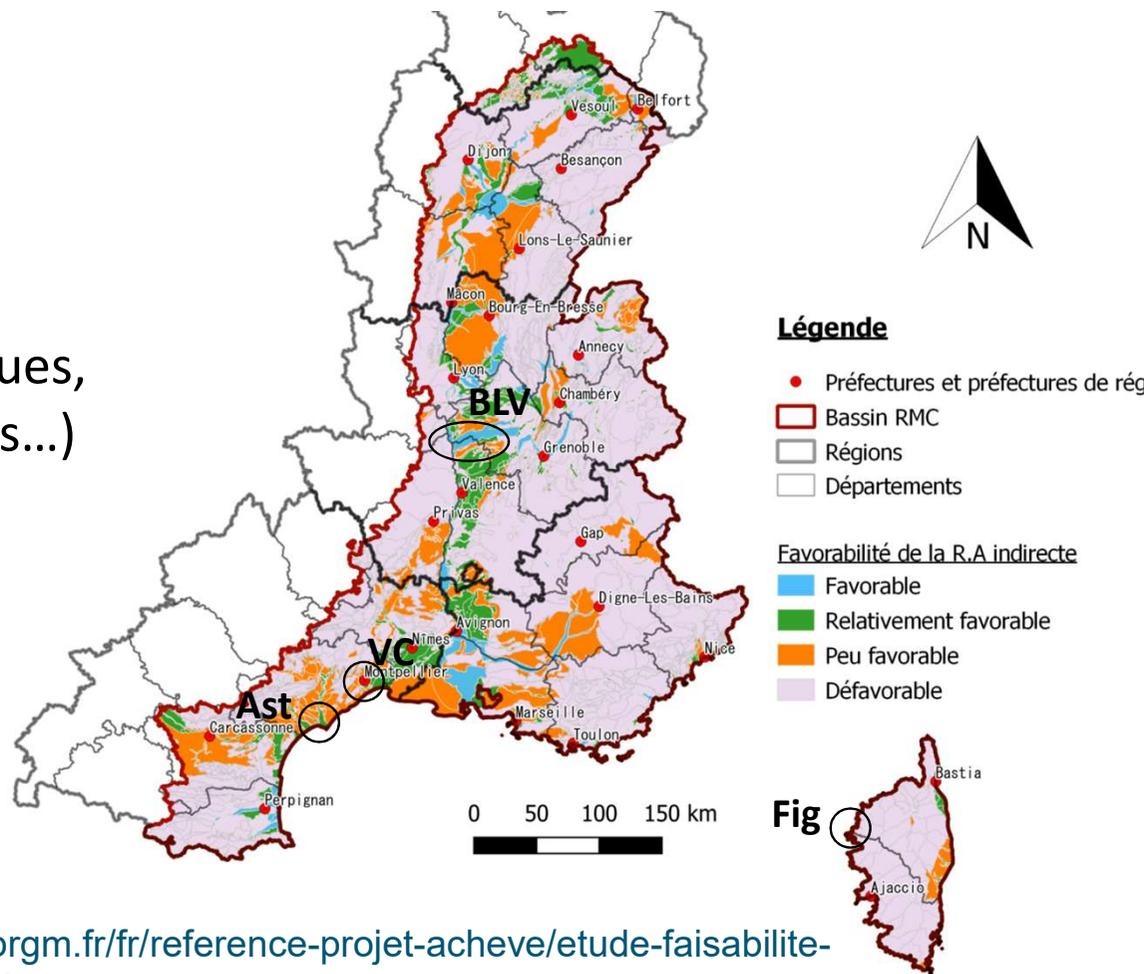 ues,
s...)
Vesoul
Belfort
Dijon
Besançon
Lons-Le-Saunier
Mâcon
Bourg-En-Bresse
Annecy
Lyon
BLV
Chambéry
Grenoble
Valence
Privas
Gap
Digne-Les-Bains
Avignon
Nîmes
Nice
VC
Montpellier
Ast
Marseille
Carcassonne
Toulon
Perpignan
0 50 100 150 km
N
Légende
Préfectures et préfectures de rég
Bassin RMC
Régions
Départements
Favorabilité de la R.A indirecte
Favorable
Relativement favorable
Peu favorable
Défavorable
Bastia
Fig
Ajaccio
orgm.fr/fr/reference-projet-acheve/etude-faisabilite-